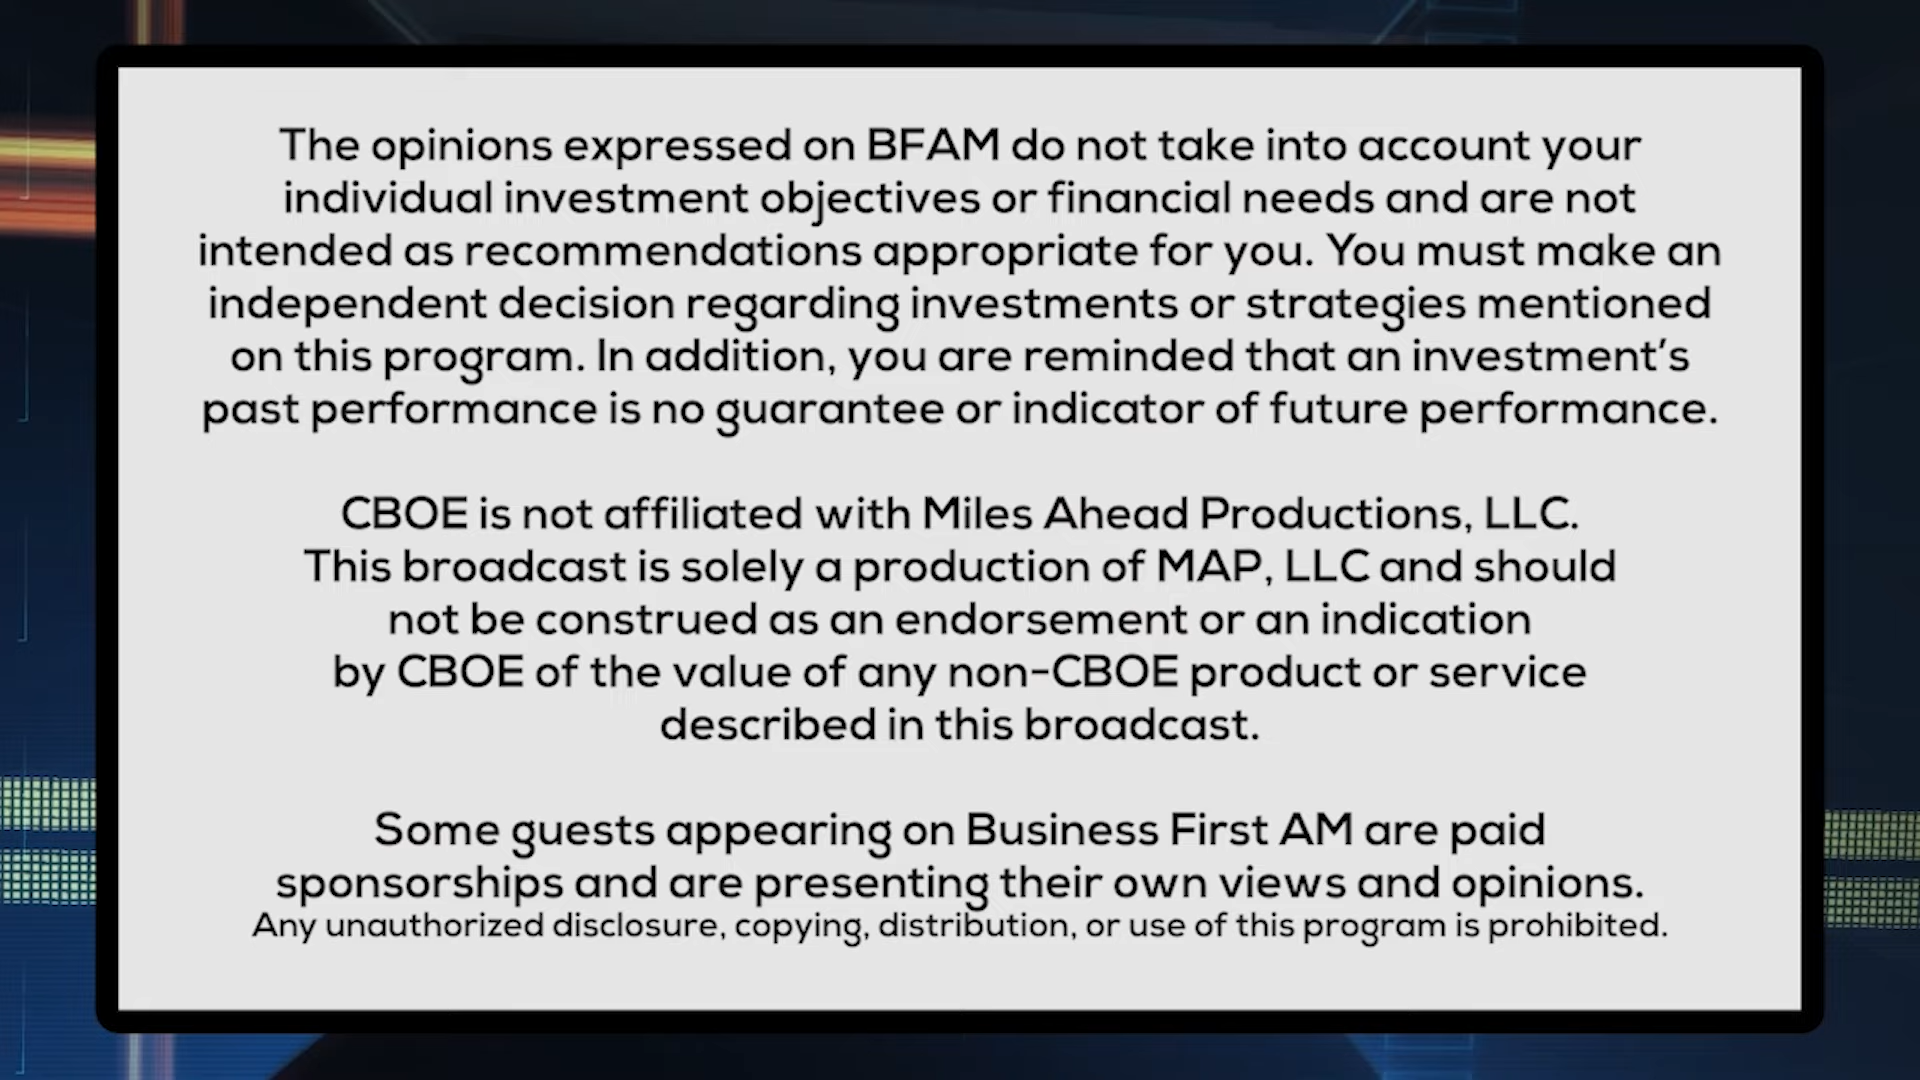 The opinions expressed on BFAM do not take into account your
individual investment objectives or financial needs and are not
intended as recommendations appropriate for you. You must make an
independent decision regarding investments or strategies mentioned
on this program. In addition, you are reminded that an investment’s
past performance is no guarantee or indicator of future performance.
CBOE is not affiliated with Miles Ahead Productions, LLC.
This broadcast is solely a production of MAP, LLC and should
not be construed as an endorsement or an indication
by CBOE of the value of any non-CBOE product or service
described in this broadcast.
Some guests appearing on Business First AM are paid
sponsorships and are presenting their own views and opinions.
Any unauthorized disclosure, copying, distribution, or use of this program is prohibited.